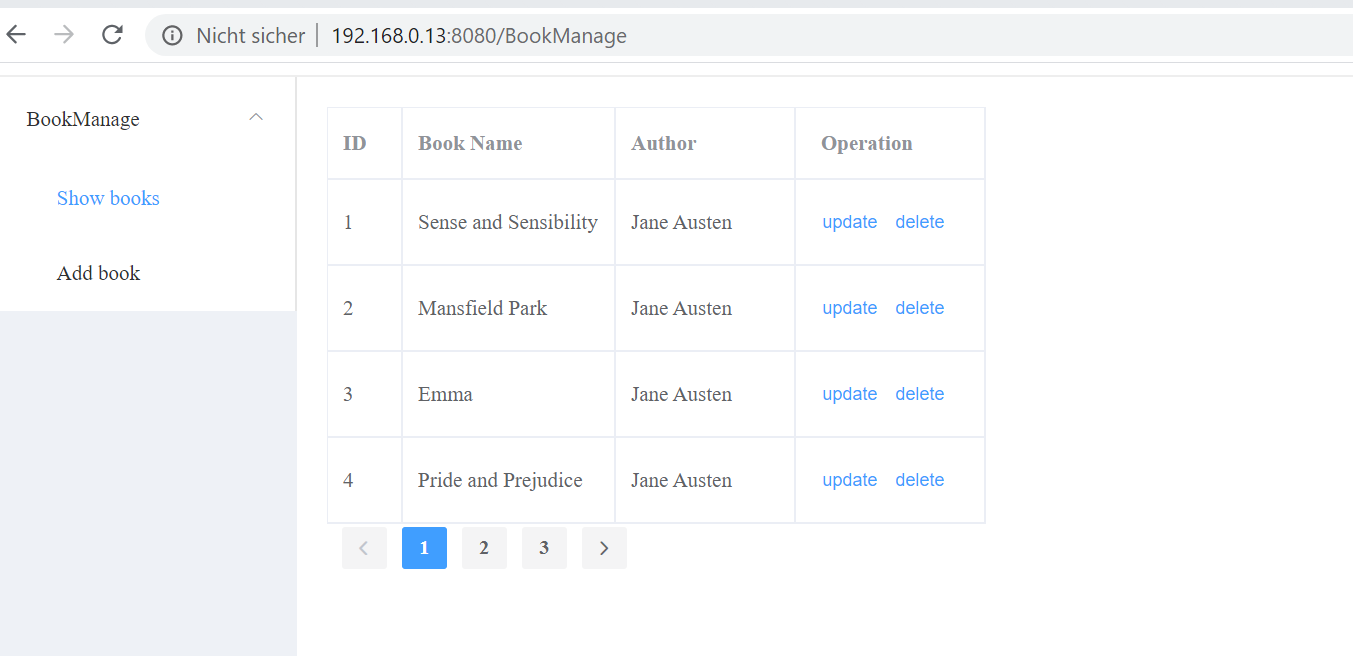 Nicht sicher | 192.168.0.13:8080/BookManage
BookManage
Show books
Add book
ID Book Name Author Operation
1 Sense and Sensibility Jane Austen update delete
2 Mansfield Park Jane Austen update delete
3 Emma Jane Austen update delete
4 Pride and Prejudice Jane Austen update delete
1 2 3